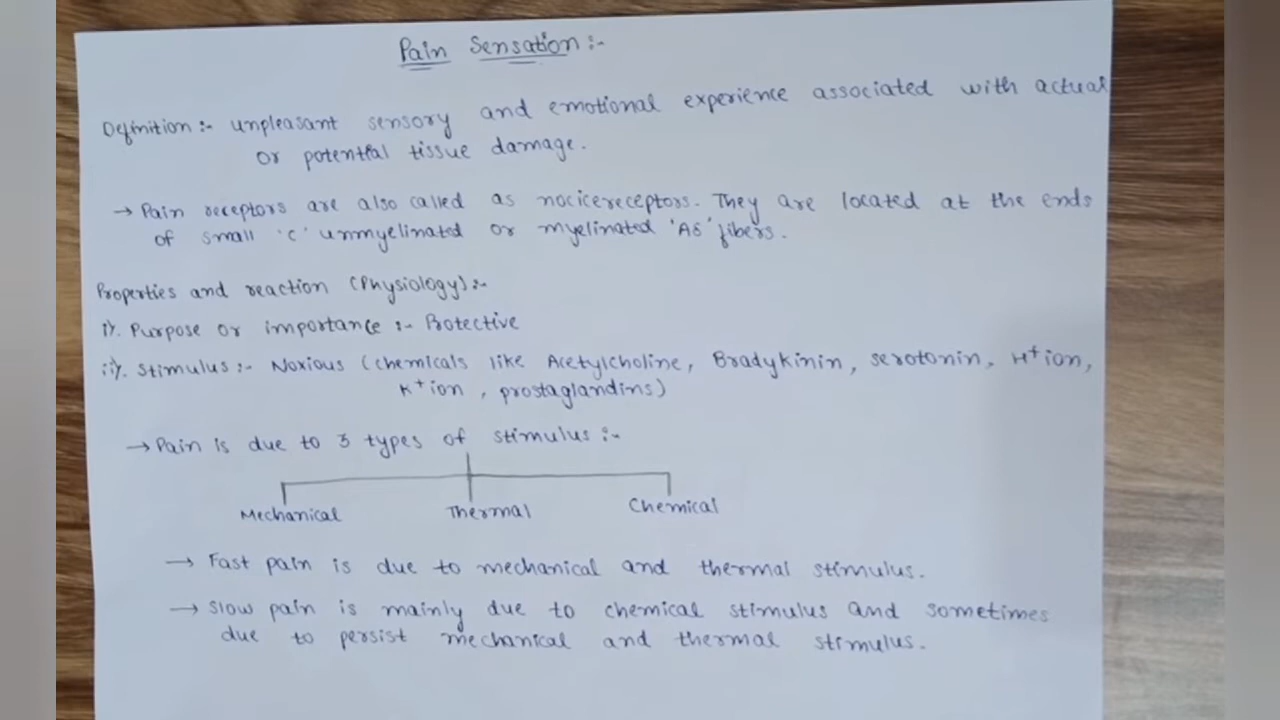 Pain Sensation :-
Definition :- unpleasant sensory and emotional experience associated with actual
or potential tissue damage.
→ Pain receptors are also called as nocicereceptors. They are located at the ends
of small 'C' unmyelinated or myelinated 'Aδ' fibers.
Properties and reaction (Physiology) :-
i). Purpose or importance :- Protective
ii). Stimulus :- Noxious (chemicals like Acetylcholine, Bradykinin, serotonin, H+ ion,
K+ ion, prostaglandins)
→ Pain is due to 3 types of stimulus :-
Mechanical Thermal Chemical
→ Fast pain is due to mechanical and thermal stimulus.
→ Slow pain is mainly due to chemical stimulus and sometimes
due to persist mechanical and thermal stimulus.